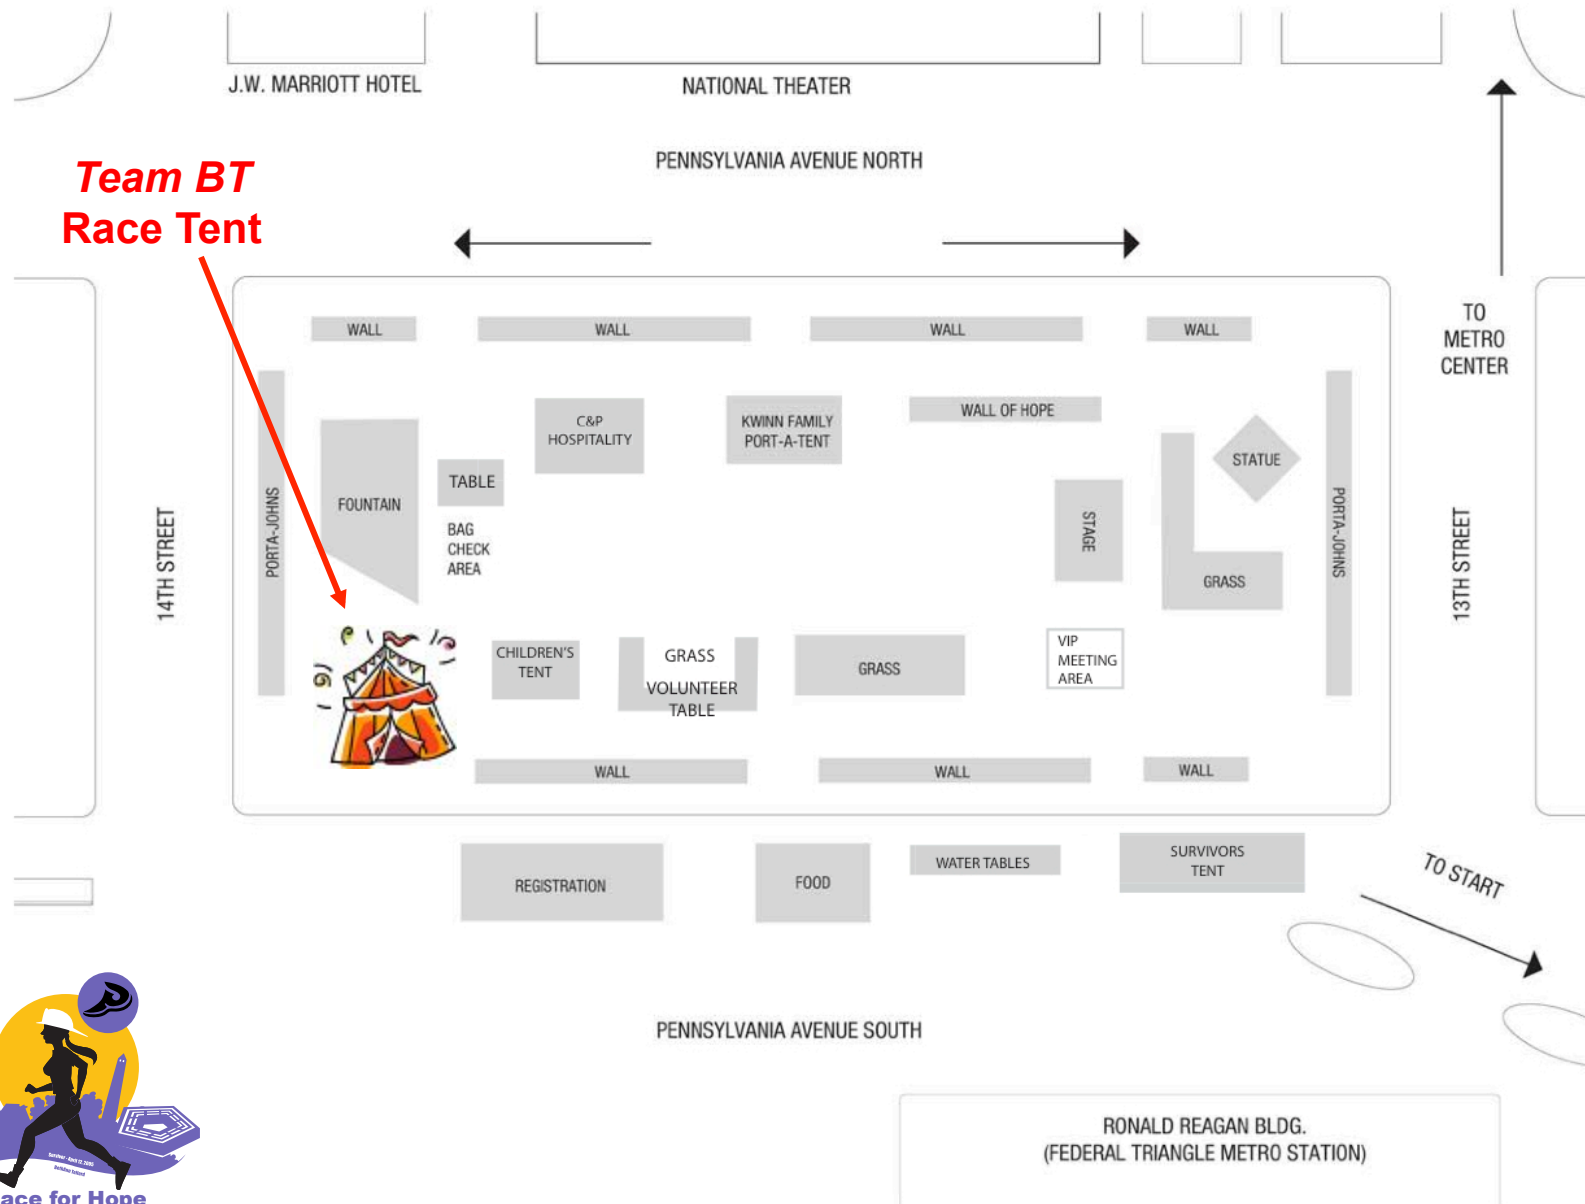 J.W. MARRIOTT HOTEL
NATIONAL THEATER
PENNSYLVANIA AVENUE NORTH
Team BT
Race Tent
TO
METRO
CENTER
WALL
WALL
WALL
WALL
C&P
HOSPITALITY
KWINN FAMILY
PORT-A-TENT
WALL OF HOPE
STATUE
TABLE
FOUNTAIN
BAG
CHECK
AREA
STAGE
GRASS
PORTA-JOHNS
PORTA-JOHNS
14TH STREET
13TH STREET
CHILDREN'S
TENT
GRASS
VOLUNTEER
TABLE
GRASS
VIP
MEETING
AREA
WALL
WALL
WALL
REGISTRATION
FOOD
WATER TABLES
SURVIVORS
TENT
TO START
PENNSYLVANIA AVENUE SOUTH
RONALD REAGAN BLDG.
(FEDERAL TRIANGLE METRO STATION)
ace for Hope